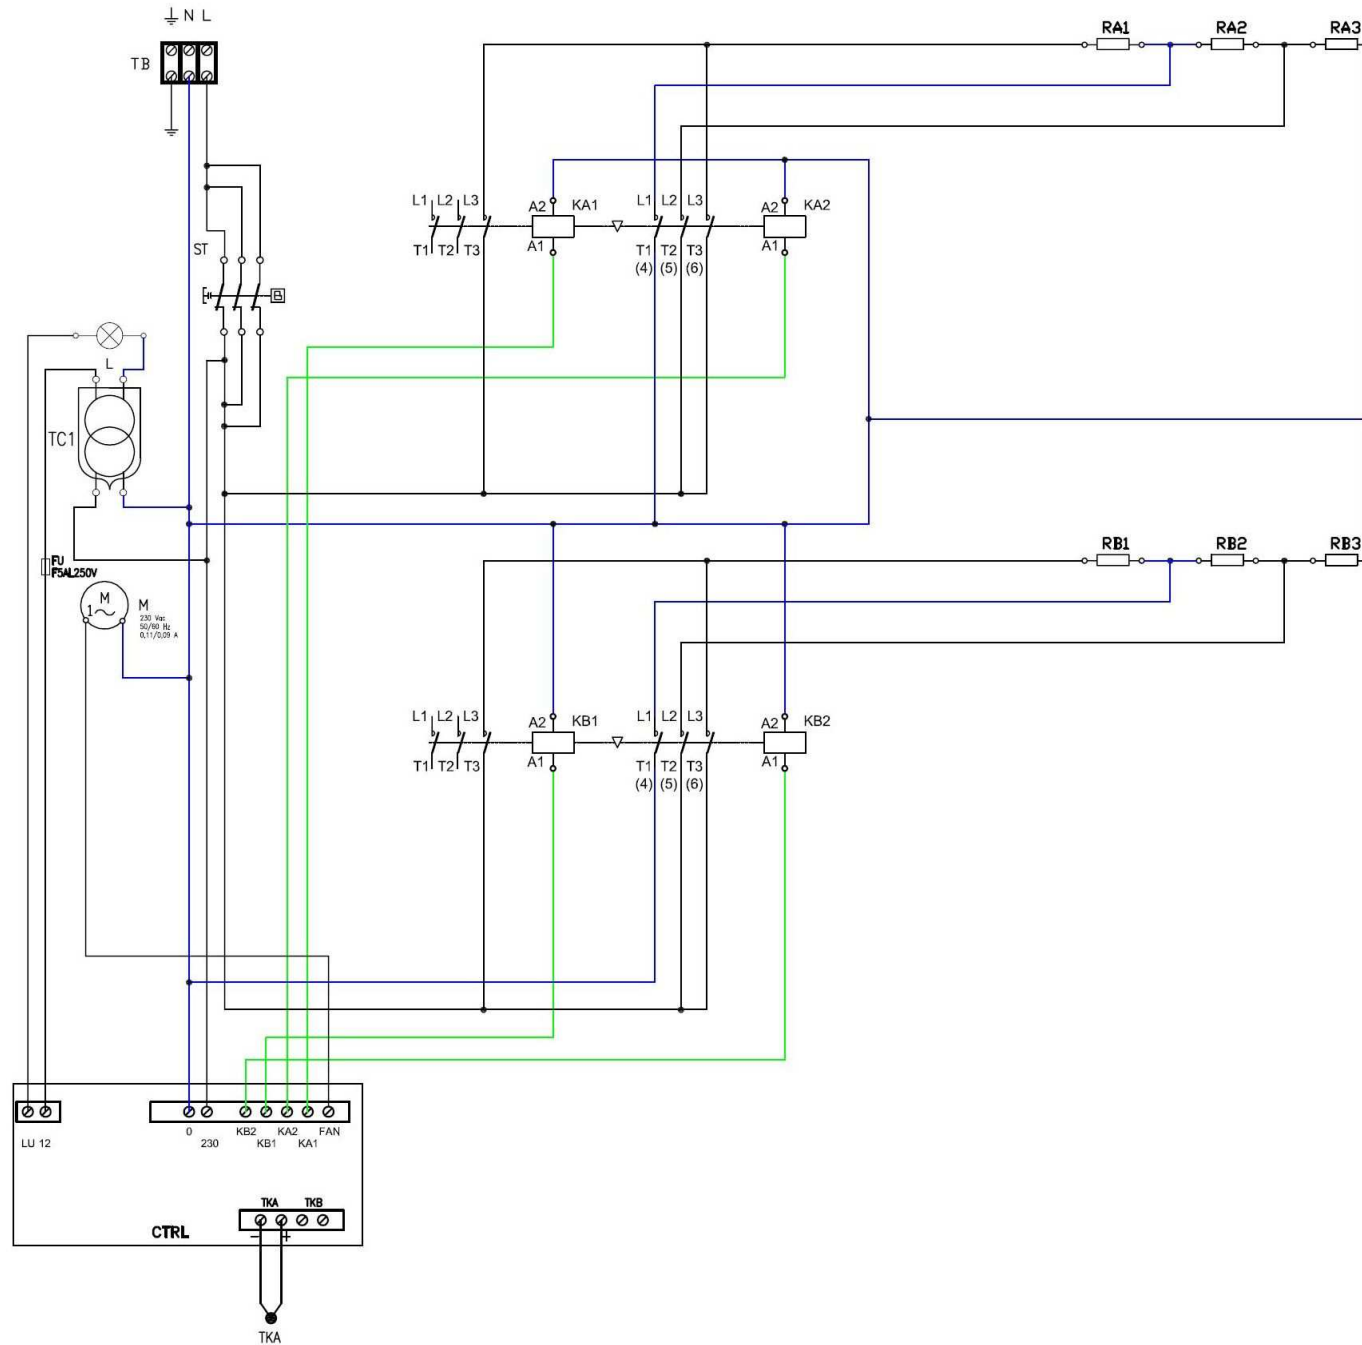 N L
TB
RA1 RA2 RA3
L1 L2 L3 A2 KA1 L1 L2 L3 A2 KA2
T1 T2 T3 A1 T1 T2 T3 A1
(4) (5) (6)
ST
B
L
TC1
FU
F5AL250V
M
1
M
230 Vac
50/60 Hz
0,11/0,09 A
RB1 RB2 RB3
L1 L2 L3 A2 KB1 L1 L2 L3 A2 KB2
T1 T2 T3 A1 T1 T2 T3 A1
(4) (5) (6)
LU 12
0 KB2 KA2 FAN
230 KB1 KA1
TKA TKB
CTRL
− +
TKA